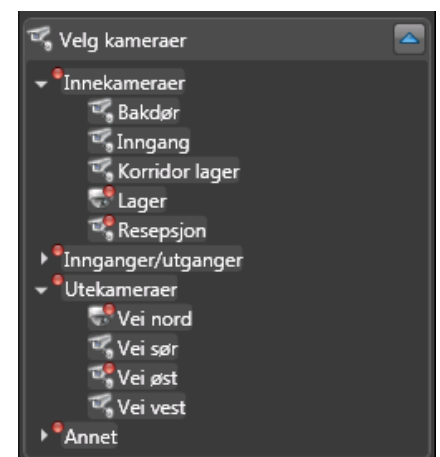 Velg kameraer
Innekameraer
Bakdør
Inngang
Korridor lager
Lager
Resepsjon
Innganger/utganger
Utekameraer
Vei nord
Vei sør
Vei øst
Vei vest
Annet